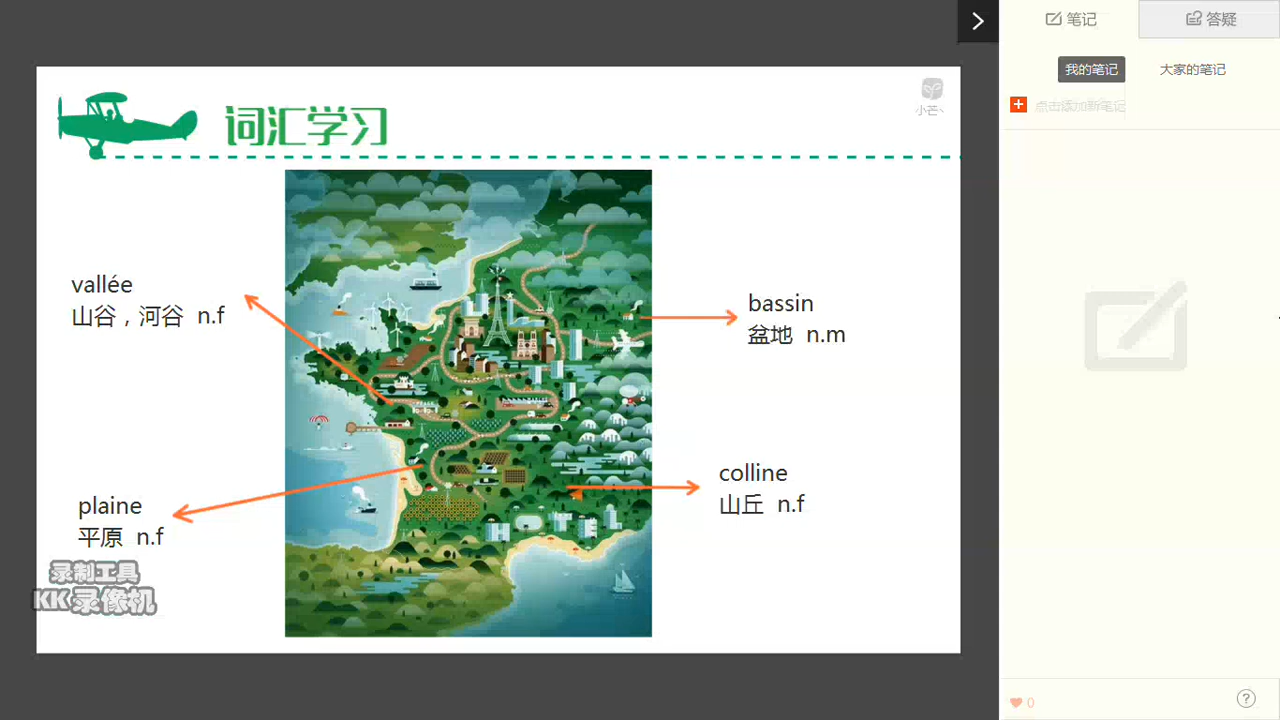 笔记
答疑
我的笔记
大家的笔记
点击添加新笔记
小芒丶
词汇学习
vallée
山谷，河谷 n.f
bassin
盆地 n.m
colline
山丘 n.f
plaine
平原 n.f
录制工具
KK录像机
0
?